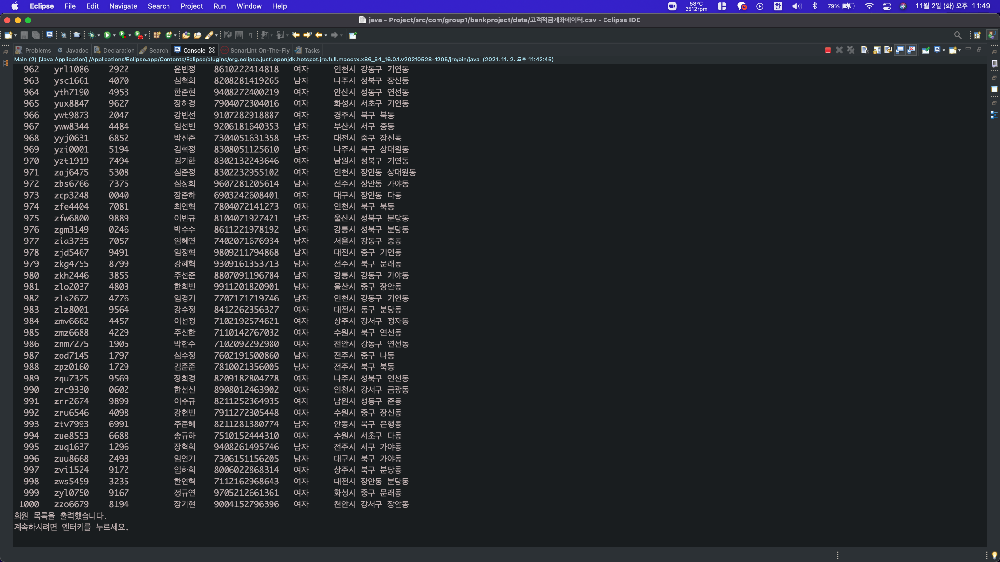 Eclipse File Edit Navigate Search Project Run Window Help 58°C 2512rpm 한 79% 11월 2일 (화) 오후 11:49
java - Project/src/com/group1/bankproject/data/고객적금계좌데이터.csv - Eclipse IDE
Problems @ Javadoc Declaration Search Console SonarLint On-The-Fly Tasks
Main (2) [Java Application] /Applications/Eclipse.app/Contents/Eclipse/plugins/org.eclipse.justj.openjdk.hotspot.jre.full.macosx.x86_64_16.0.1.v20210528-1205/jre/bin/java (2021. 11. 2. 오후 11:42:45)
962 yrl1086 2922 윤빈정 8610222414818 여자 인천시 강동구 기연동
963 ysc1661 4070 심혁희 8208281419265 남자 나주시 성북구 장신동
964 yth7190 4953 한준현 9408272400219 여자 안산시 성동구 연선동
965 yux8847 9627 장하경 7904072304016 여자 화성시 서초구 기연동
966 ywt9873 2047 강빈선 9107282918887 여자 경주시 북구 북동
967 yww8344 4484 임선빈 9206181640353 남자 부산시 서구 중동
968 yyj0631 6852 박신준 7304051631358 남자 대전시 중구 장신동
969 yzi0001 5194 김혁정 8308051125610 남자 나주시 북구 상대원동
970 yzt1919 7494 김기한 8302132243646 여자 남원시 성북구 기연동
971 zaj6475 5308 심준정 8302232955102 여자 인천시 장안동 상대원동
972 zbs6766 7375 심장희 9607281205614 남자 전주시 장안동 가야동
973 zcp3248 0040 장준하 6903242608401 여자 대구시 장안동 다동
974 zfe4404 7081 최연혁 7804072141273 여자 인천시 북구 북동
975 zfw6800 9889 이빈규 8104071927421 남자 울산시 성북구 분당동
976 zgm3149 0246 박수수 8611221978192 남자 강릉시 성북구 분당동
977 zia3735 7057 임혜연 7402071676934 남자 서울시 강동구 중동
978 zjd5467 9491 임정혁 9809211794868 남자 대전시 중구 기연동
979 zkg4755 8799 강혜혁 9309161353713 남자 전주시 북구 문래동
980 zkh2446 3855 주선준 8807091196784 남자 강릉시 강동구 가야동
981 zlo2037 4803 한희빈 9911201820901 남자 울산시 중구 장안동
982 zls2672 4776 임경기 7707171719746 남자 인천시 강동구 기연동
983 zlz8001 9564 강수정 8412262356327 여자 대전시 동구 분당동
984 zmv6662 4457 이선정 7102192574621 여자 상주시 강서구 정자동
985 zmz6688 4229 주신한 7110142767032 여자 수원시 북구 연선동
986 znm7275 1905 박한수 7102092292980 여자 천안시 강동구 연선동
987 zod7145 1797 심수정 7602191500860 남자 전주시 중구 나동
988 zpz0160 1729 김준준 7810021356005 남자 전주시 북구 북동
989 zqu7325 9569 장희경 8209182804778 여자 나주시 성북구 연선동
990 zrc9330 0602 한선신 8908012463902 여자 인천시 강서구 금광동
991 zrr2674 9899 이수규 8211252364935 여자 남원시 성동구 준동
992 zru6546 4098 강현빈 7911272305448 여자 수원시 중구 장신동
993 ztv7993 6991 주준혜 8211281380774 남자 안동시 북구 은행동
994 zue8553 6688 송규하 7510152444310 여자 수원시 서초구 다동
995 zuq1637 1296 장혁희 9408261495746 남자 전주시 서구 가야동
996 zuu8668 2493 임연기 7306151156205 남자 대구시 북구 가야동
997 zvi1524 9172 임하희 8006022868314 여자 상주시 북구 분당동
998 zws5459 3235 한연혁 7112162968643 여자 대전시 장안동 분당동
999 zyl0750 9167 정규연 9705212661361 여자 화성시 중구 문래동
1000 zzo6679 8194 장기현 9004152796396 여자 천안시 강서구 장안동
회원 목록을 출력했습니다.
계속하시려면 엔터키를 누르세요.